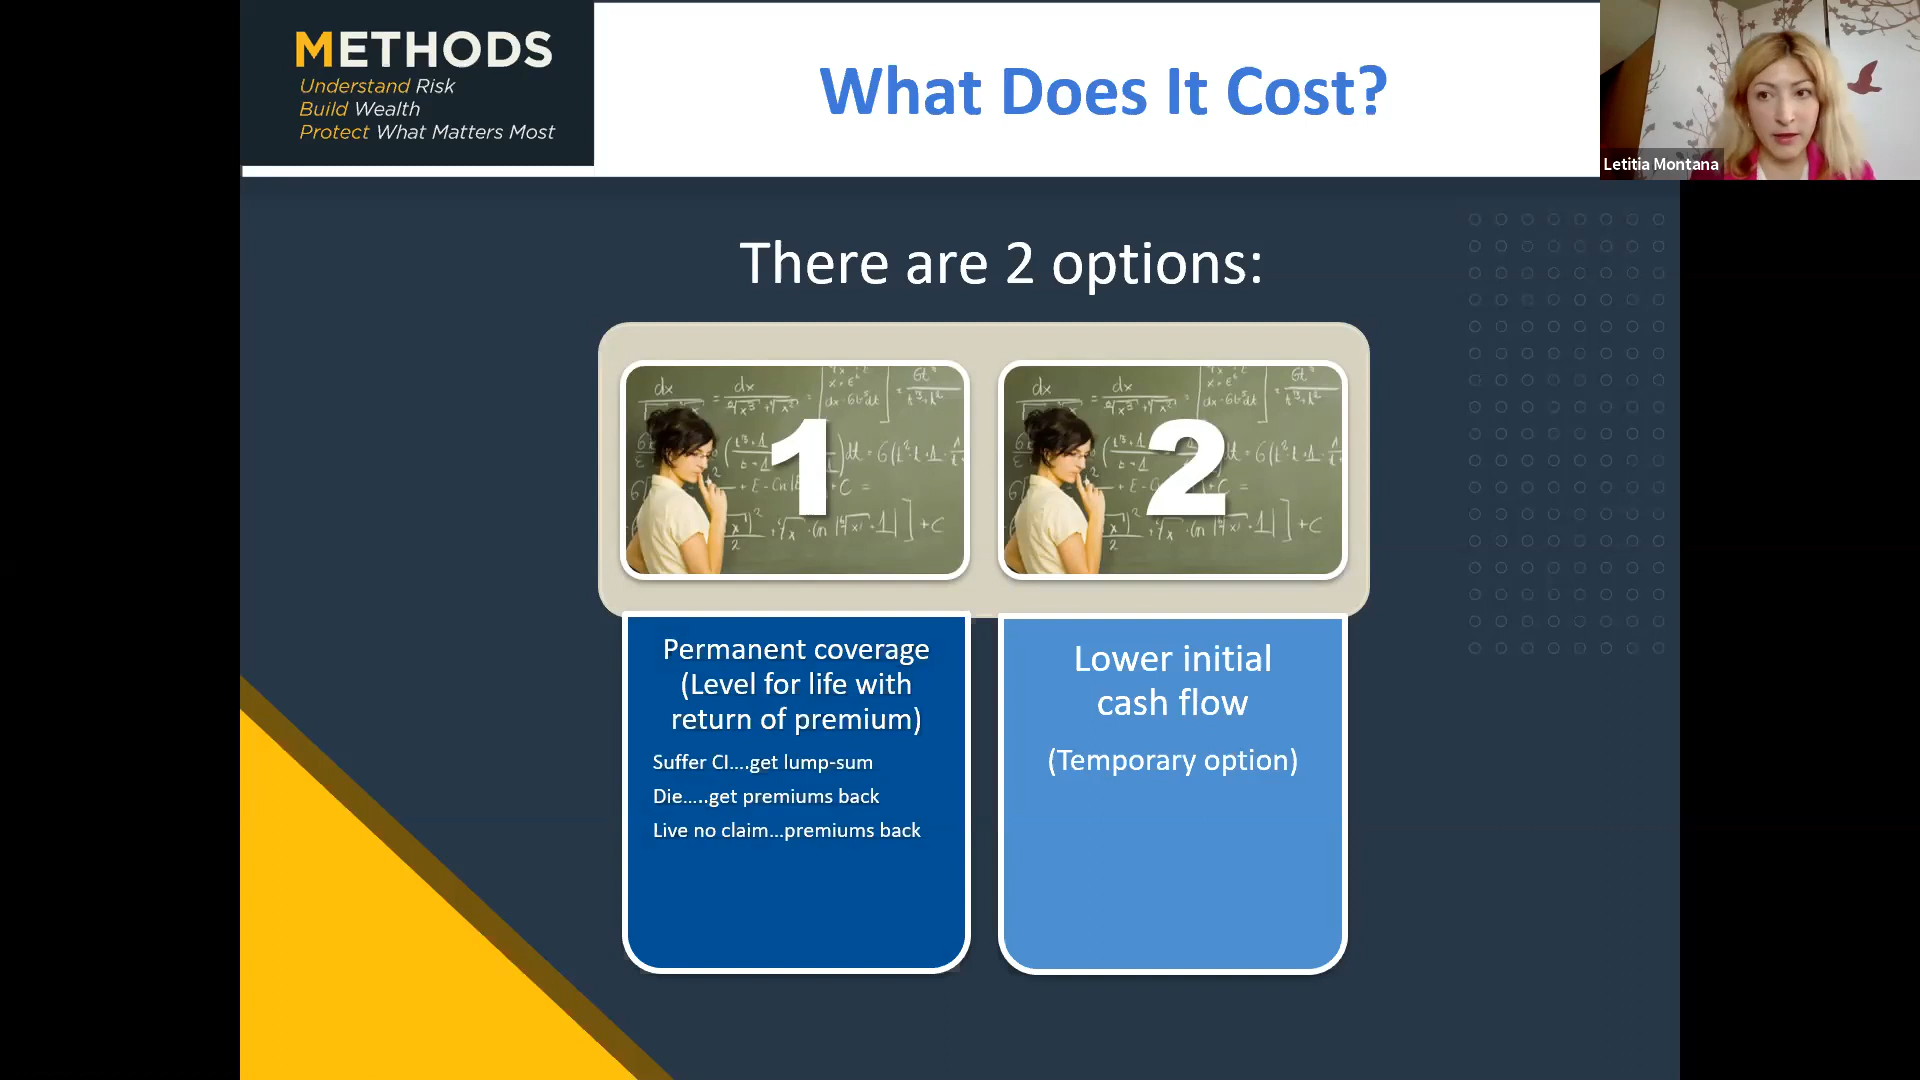 METHODS
Understand Risk
Build Wealth
Protect What Matters Most
What Does It Cost?
Letitia Montana
There are 2 options:
1
2
Permanent coverage
(Level for life with
return of premium)
Suffer CI....get lump-sum
Die.....get premiums back
Live no claim...premiums back
Lower initial
cash flow
(Temporary option)